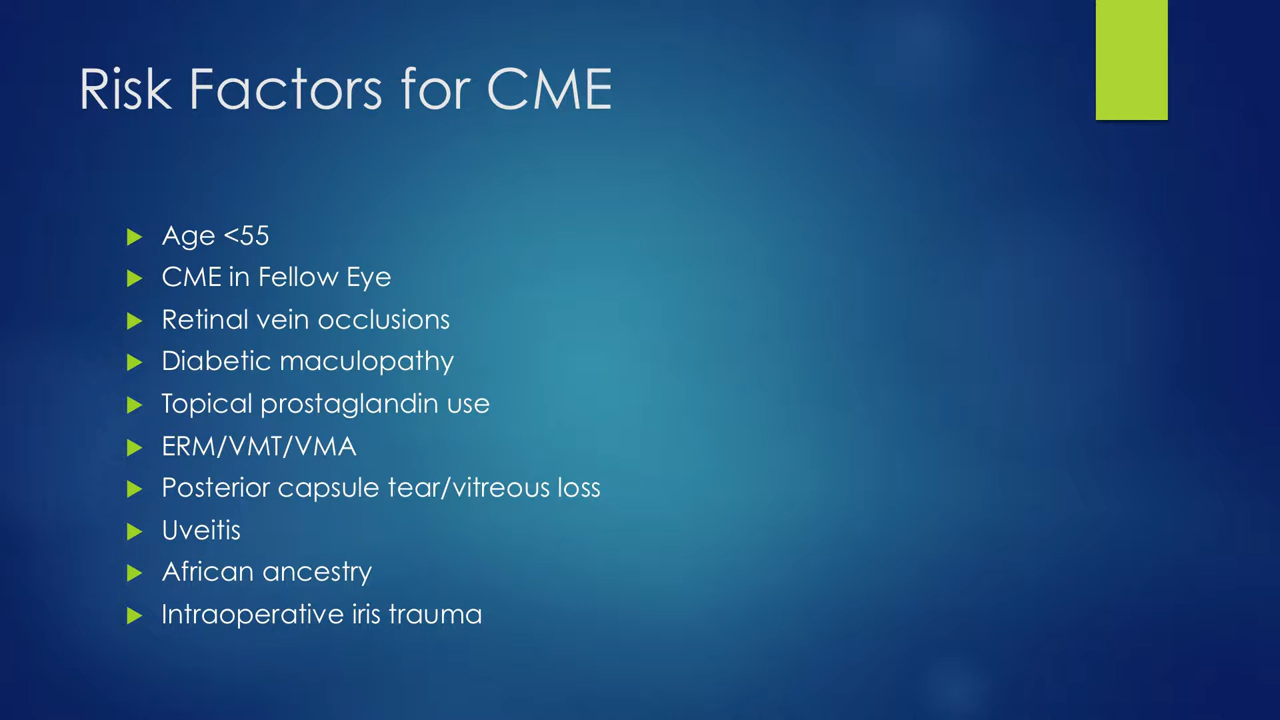 Risk Factors for CME
Age <55
CME in Fellow Eye
Retinal vein occlusions
Diabetic maculopathy
Topical prostaglandin use
ERM/VMT/VMA
Posterior capsule tear/vitreous loss
Uveitis
African ancestry
Intraoperative iris trauma